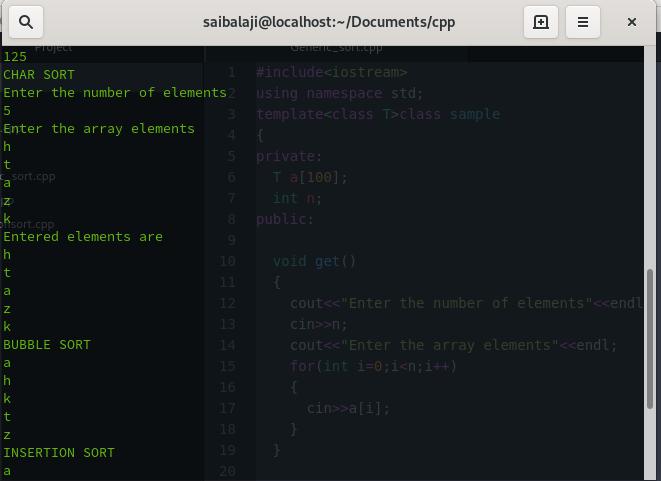 saibalaji@localhost:~/Documents/cpp
Project
Generic_sort.cpp
125
CHAR SORT
Enter the number of elements
5
Enter the array elements
h
t
a
z
k
Entered elements are
h
t
a
z
k
BUBBLE SORT
a
h
k
t
z
INSERTION SORT
a
c_sort.cpp
sort.cpp
1 #include<iostream>
2 using namespace std;
3 template<class T>class sample
4 {
5 private:
6 T a[100];
7 int n;
8 public:
9
10 void get()
11 {
12 cout<<"Enter the number of elements"<<endl
13 cin>>n;
14 cout<<"Enter the array elements"<<endl;
15 for(int i=0;i<n;i++)
16 {
17 cin>>a[i];
18 }
19 }
20